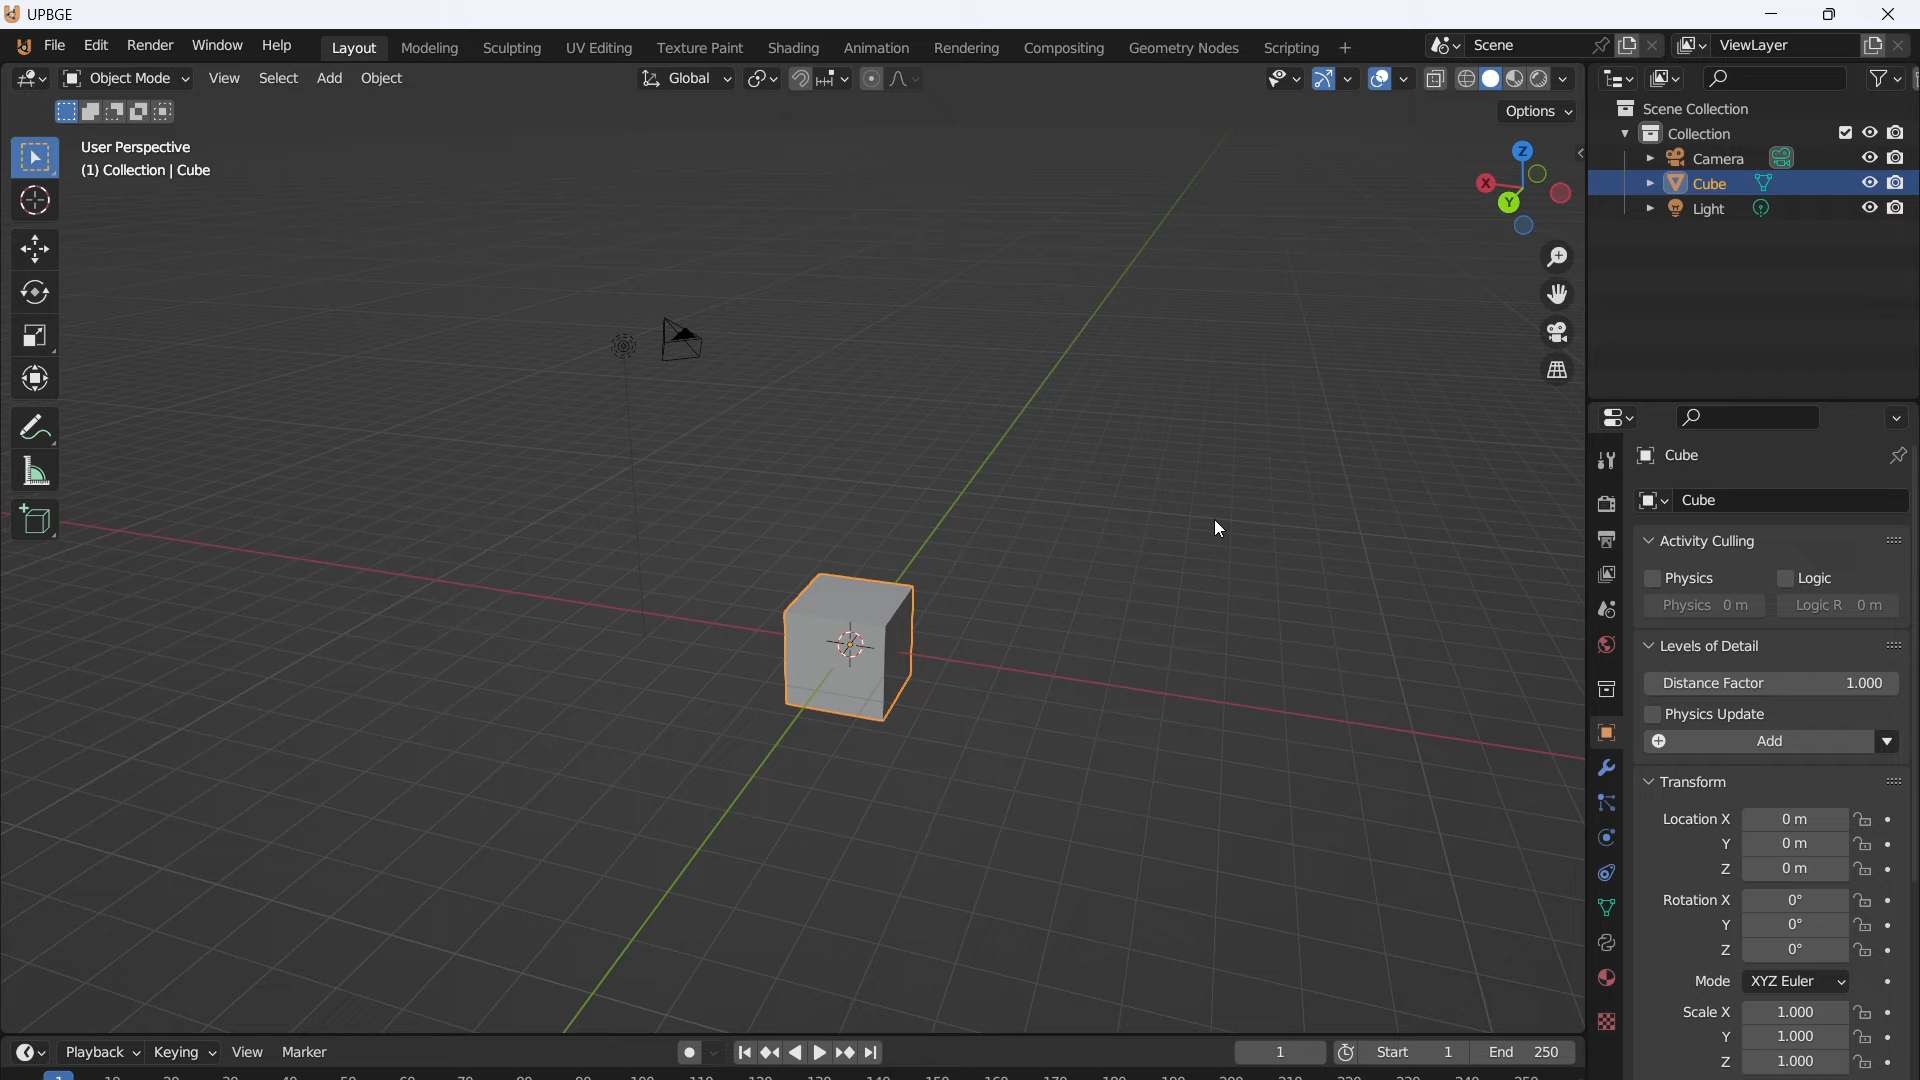 UPBGE
File Edit Render Window Help Layout Modeling Sculpting UV Editing Texture Paint Shading Animation Rendering Compositing Geometry Nodes Scripting + Scene ViewLayer
Object Mode View Select Add Object Global
Options
User Perspective
(1) Collection | Cube
Z
X
Y
Scene Collection
Collection
Camera
Cube
Light
Cube
Cube
Activity Culling
Physics Logic
Physics 0 m Logic R 0 m
Levels of Detail
Distance Factor 1.000
Physics Update
Add
Transform
Location X 0 m
Y 0 m
Z 0 m
Rotation X 0°
Y 0°
Z 0°
Mode XYZ Euler
Scale X 1.000
Y 1.000
Z 1.000
Playback Keying View Marker 1 Start 1 End 250
1 10 20 30 40 50 60 70 80 90 100 110 120 130 140 150 160 170 180 190 200 210 220 230 240 250